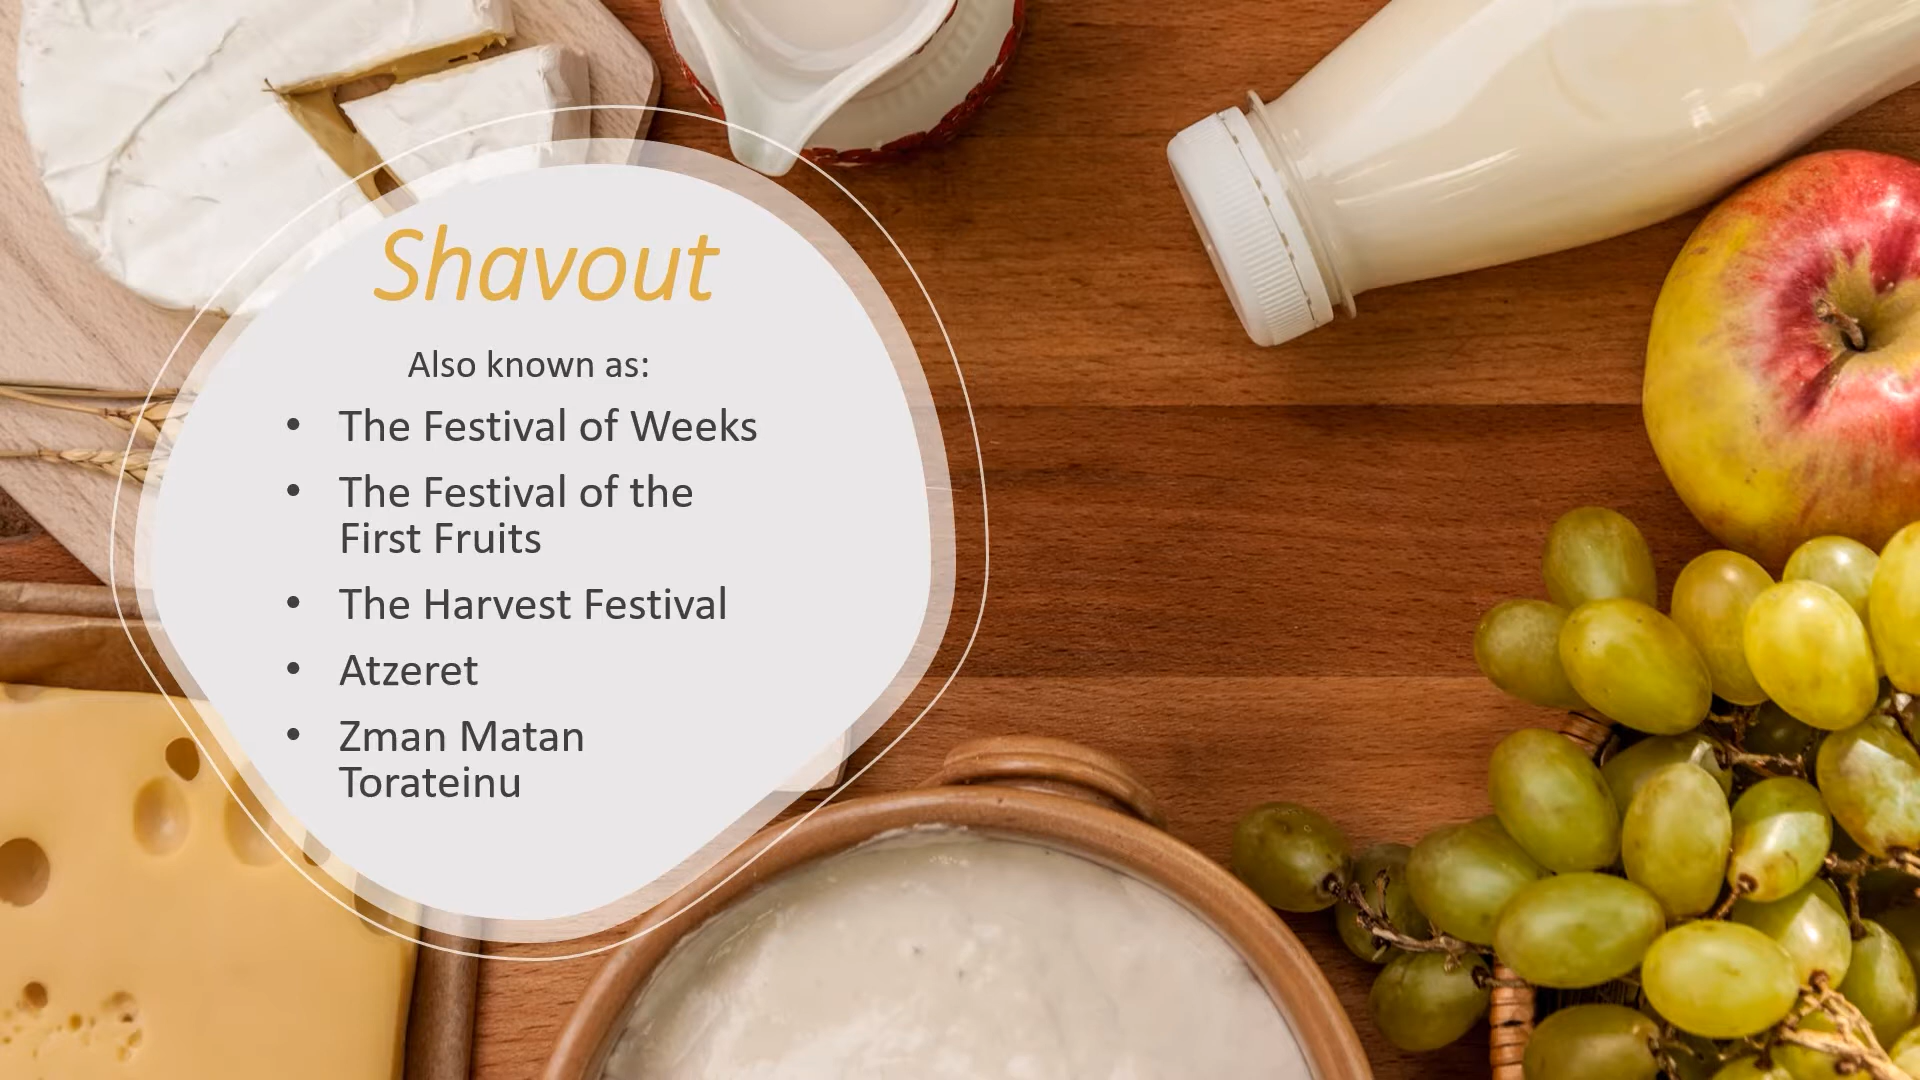 Shavout
Also known as:
• The Festival of Weeks
• The Festival of the
First Fruits
• The Harvest Festival
• Atzeret
• Zman Matan
Torateinu